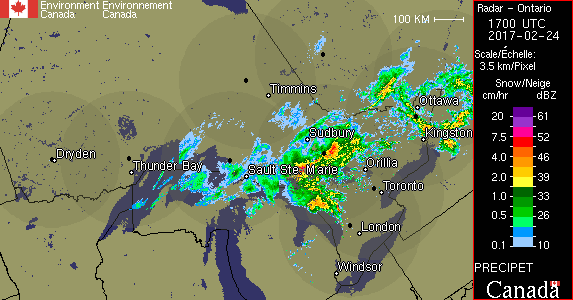 Environment Environnement
Canada Canada
100 KM
Timmins
Ottawa
Sudbury
Kingston
Dryden
Thunder Bay
Orillia
Sault Ste. Marie
Toronto
London
Windsor
Radar - Ontario
1700 UTC
2017-02-24
Scale/Échelle:
3.5 km/Pixel
Snow/Neige
cm/hr dBZ
20 61
7.5 57
5.0 52
4.0 46
2.0 39
1.0 33
0.5 26
0.1 10
PRECIPET
Canada